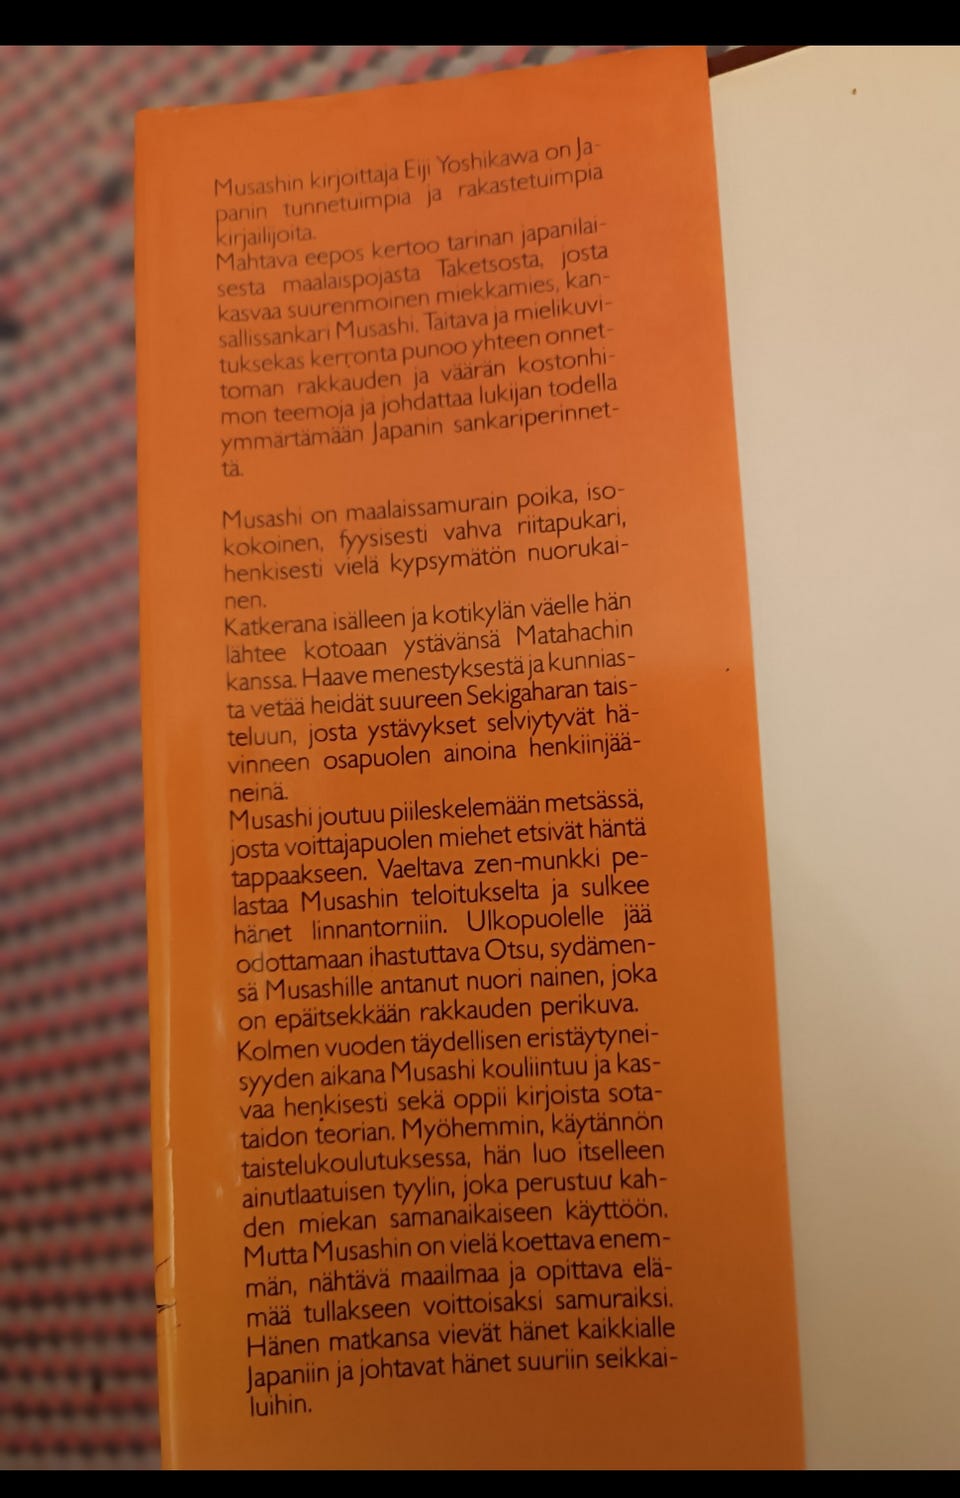 Musashin kirjoittaja Eiji Yoshikawa on Ja-
panin tunnetuimpia ja rakastetuimpia
kirjailijoita.
Mahtava eepos kertoo tarinan japanilai-
sesta maalaispojasta Taketsosta, josta
kasvaa suurenmoinen miekkamies, kan-
sallissankari Musashi. Taitava ja mielikuvi-
tuksekas kerronta punoo yhteen onnet-
toman rakkauden ja väärän kostonhi-
mon teemoja ja johdattaa lukijan todella
ymmärtämään Japanin sankariperinnet-
tä.
Musashi on maalaissamurain poika, iso-
kokoinen, fyysisesti vahva riitapukari,
henkisesti vielä kypsymätön nuorukai-
nen.
Katkerana isälleen ja kotikylän väelle hän
lähtee kotoaan ystävänsä Matahachin
kanssa. Haave menestyksestä ja kunnias-
ta vetää heidät suureen Sekigaharan tais-
teluun, josta ystävykset selviytyvät hä-
vinneen osapuolen ainoina henkiinjää-
neinä.
Musashi joutuu piileskelemään metsässä,
josta voittajapuolen miehet etsivät häntä
tappaakseen. Vaeltava zen-munkki pe-
lastaa Musashin teloitukselta ja sulkee
hänet linnantorniin. Ulkopuolelle jää
odottamaan ihastuttava Otsu, sydämen-
sä Musashille antanut nuori nainen, joka
on epäitsekkään rakkauden perikuva.
Kolmen vuoden täydellisen eristäytynei-
syyden aikana Musashi kouliintuu ja kas-
vaa henkisesti sekä oppii kirjoista sota-
taidon teorian. Myöhemmin, käytännön
taistelukoulutuksessa, hän luo itselleen
ainutlaatuisen tyylin, joka perustuu kah-
den miekan samanaikaiseen käyttöön.
Mutta Musashin on vielä koettava enem-
män, nähtävä maailmaa ja opittava elä-
mää tullakseen voittoisaksi samuraiksi.
Hänen matkansa vievät hänet kaikkialle
Japaniin ja johtavat hänet suuriin seikkai-
luihin.